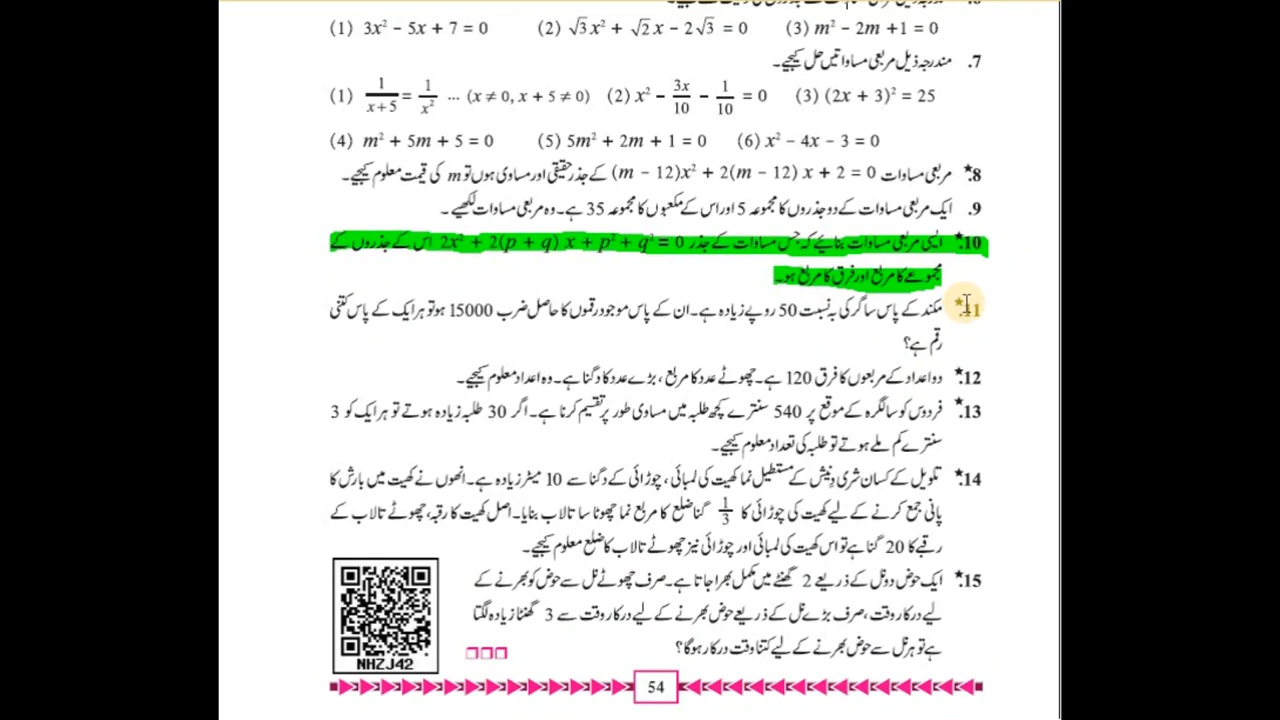 (1) 3x² − 5x + 7 = 0 (2) √3x² + √2x − 2√3 = 0 (3) m² − 2m +1 = 0
7. مندرجہ ذیل مربعی مساواتیں حل کیجیے۔
(1) 1/(x+5) = 1/x² ... (x ≠ 0, x + 5 ≠ 0) (2) x² − 3x/10 − 1/10 = 0 (3) (2x + 3)² = 25
(4) m² + 5m + 5 = 0 (5) 5m² + 2m + 1 = 0 (6) x² − 4x − 3 = 0
8.* مربعی مساوات (m − 12)x² + 2(m − 12) x + 2 = 0 کے جذر حقیقی اور مساوی ہوں تو m کی قیمت معلوم کیجیے۔
9. ایک مربعی مساوات کے دو جذروں کا مجموعہ 5 اور اس کے مکعبوں کا مجموعہ 35 ہے۔ وہ مربعی مساوات لکھیے۔
10.* ایسی مربعی مساوات بنائیے کہ جس مساوات کے جذر 2x² + 2(p + q) x + p² + q² = 0 اس کے جذروں کے
مجموعے کا مربع اور فرق کا مربع ہو۔
11.* مکند کے پاس ساگر کی بہ نسبت 50 روپے زیادہ ہے۔ ان کے پاس موجود رقموں کا حاصل ضرب 15000 ہو تو ہر ایک کے پاس کتنی
رقم ہے؟
12.* دو اعداد کے مربعوں کا فرق 120 ہے۔ چھوٹے عدد کا مربع، بڑے عدد کا دگنا ہے۔ وہ اعداد معلوم کیجیے۔
13.* فردوس کو سالگرہ کے موقع پر 540 سنترے کچھ طلبہ میں مساوی طور پر تقسیم کرنا ہے۔ اگر 30 طلبہ زیادہ ہوتے تو ہر ایک کو 3
سنترے کم ملے ہوتے تو طلبہ کی تعداد معلوم کیجیے۔
14.* تلویل کے کسان شری دنیش کے مستطیل نما کھیت کی لمبائی، چوڑائی کے دگنا سے 10 میٹر زیادہ ہے۔ انھوں نے کھیت میں بارش کا
پانی جمع کرنے کے لیے کھیت کی چوڑائی کا 1/3 گنا ضلع کا مربع نما چھوٹا سا تالاب بنایا۔ اصل کھیت کا رقبہ، چھوٹے تالاب کے
رقبے کا 20 گنا ہے تو اس کھیت کی لمبائی اور چوڑائی نیز چھوٹے تالاب کا ضلع معلوم کیجیے۔
15.* ایک حوض دو نل کے ذریعے 2 گھنٹے میں مکمل بھرا جاتا ہے۔ صرف چھوٹے نل سے حوض کو بھرنے کے
لیے درکار وقت، صرف بڑے نل کے ذریعے حوض بھرنے کے لیے درکار وقت سے 3 گھنٹا زیادہ لگتا
ہے تو ہر نل سے حوض بھرنے کے لیے کتنا وقت درکار ہوگا؟
NHZJ42
54